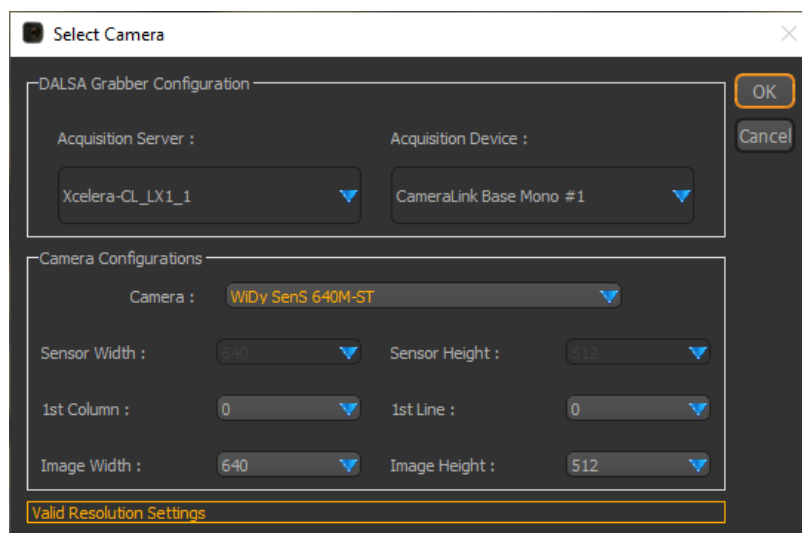 Select Camera
DALSA Grabber Configuration
OK
Acquisition Server :
Acquisition Device :
Cancel
Xcelera-CL_LX1_1
CameraLink Base Mono #1
Camera Configurations
Camera :
WiDy SenS 640M-ST
Sensor Width :
640
Sensor Height :
512
1st Column :
0
1st Line :
0
Image Width :
640
Image Height :
512
Valid Resolution Settings